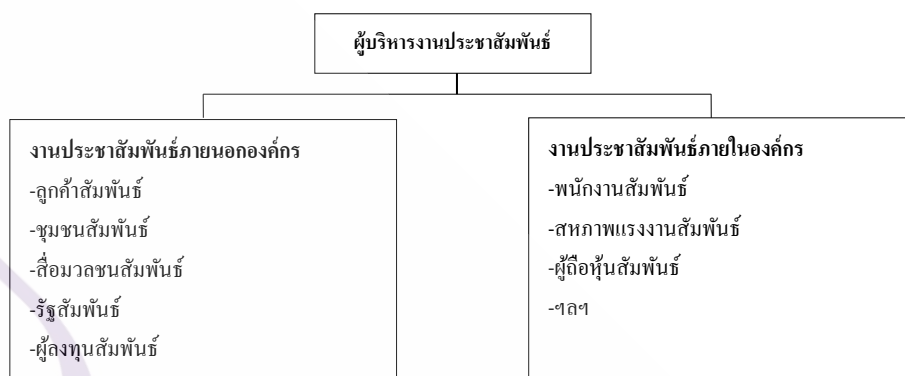 ผู้บริหารงานประชาสัมพันธ์
งานประชาสัมพันธ์ภายนอกองค์กร
-ลูกค้าสัมพันธ์
-ชุมชนสัมพันธ์
-สื่อมวลชนสัมพันธ์
-รัฐสัมพันธ์
-ผู้ลงทุนสัมพันธ์
งานประชาสัมพันธ์ภายในองค์กร
-พนักงานสัมพันธ์
-สหภาพแรงงานสัมพันธ์
-ผู้ถือหุ้นสัมพันธ์
-ฯลฯ